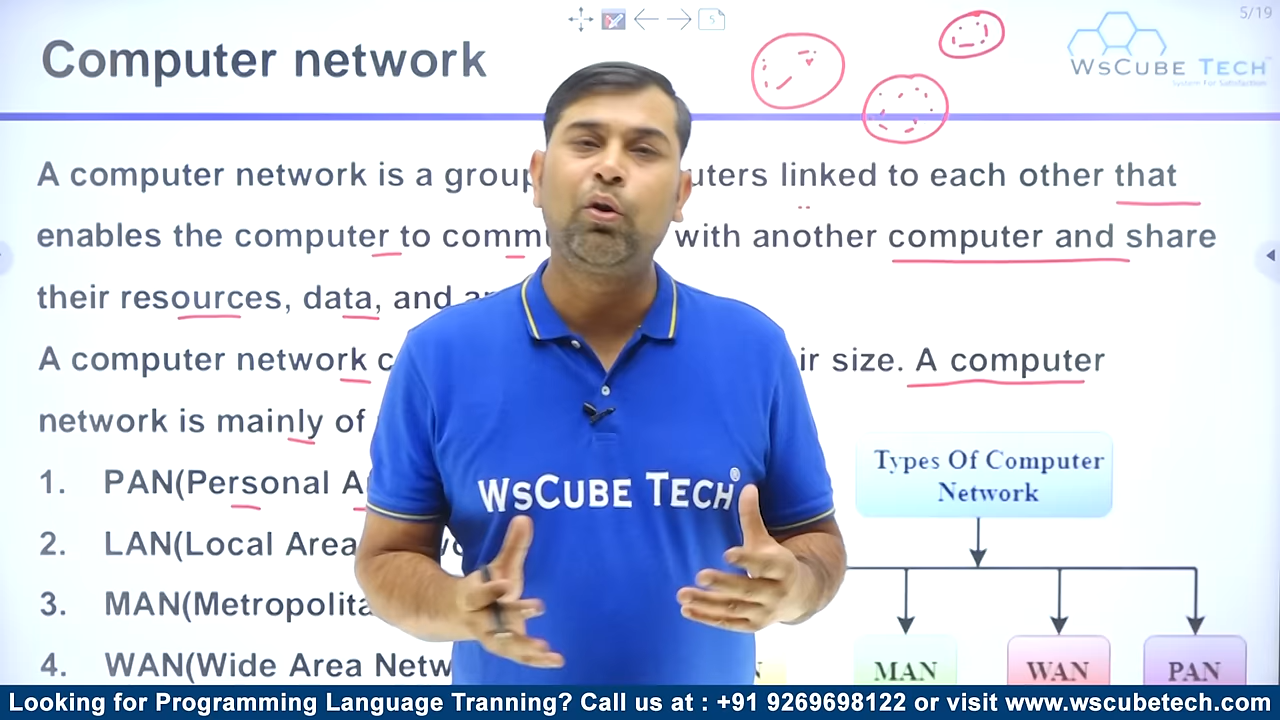 5
5/19
Computer network
WSCUBE TECH
System For Satisfaction
A computer network is a group uters linked to each other that
enables the computer to comm with another computer and share
their resources, data, and
A computer network ir size. A computer
network is mainly of
1. PAN(Personal A
2. LAN(Local Area
3. MAN(Metropolita
4. WAN(Wide Area Netw
Types Of Computer
Network
MAN WAN PAN
WSCUBE TECH®
Looking for Programming Language Tranning? Call us at : +91 9269698122 or visit www.wscubetech.com